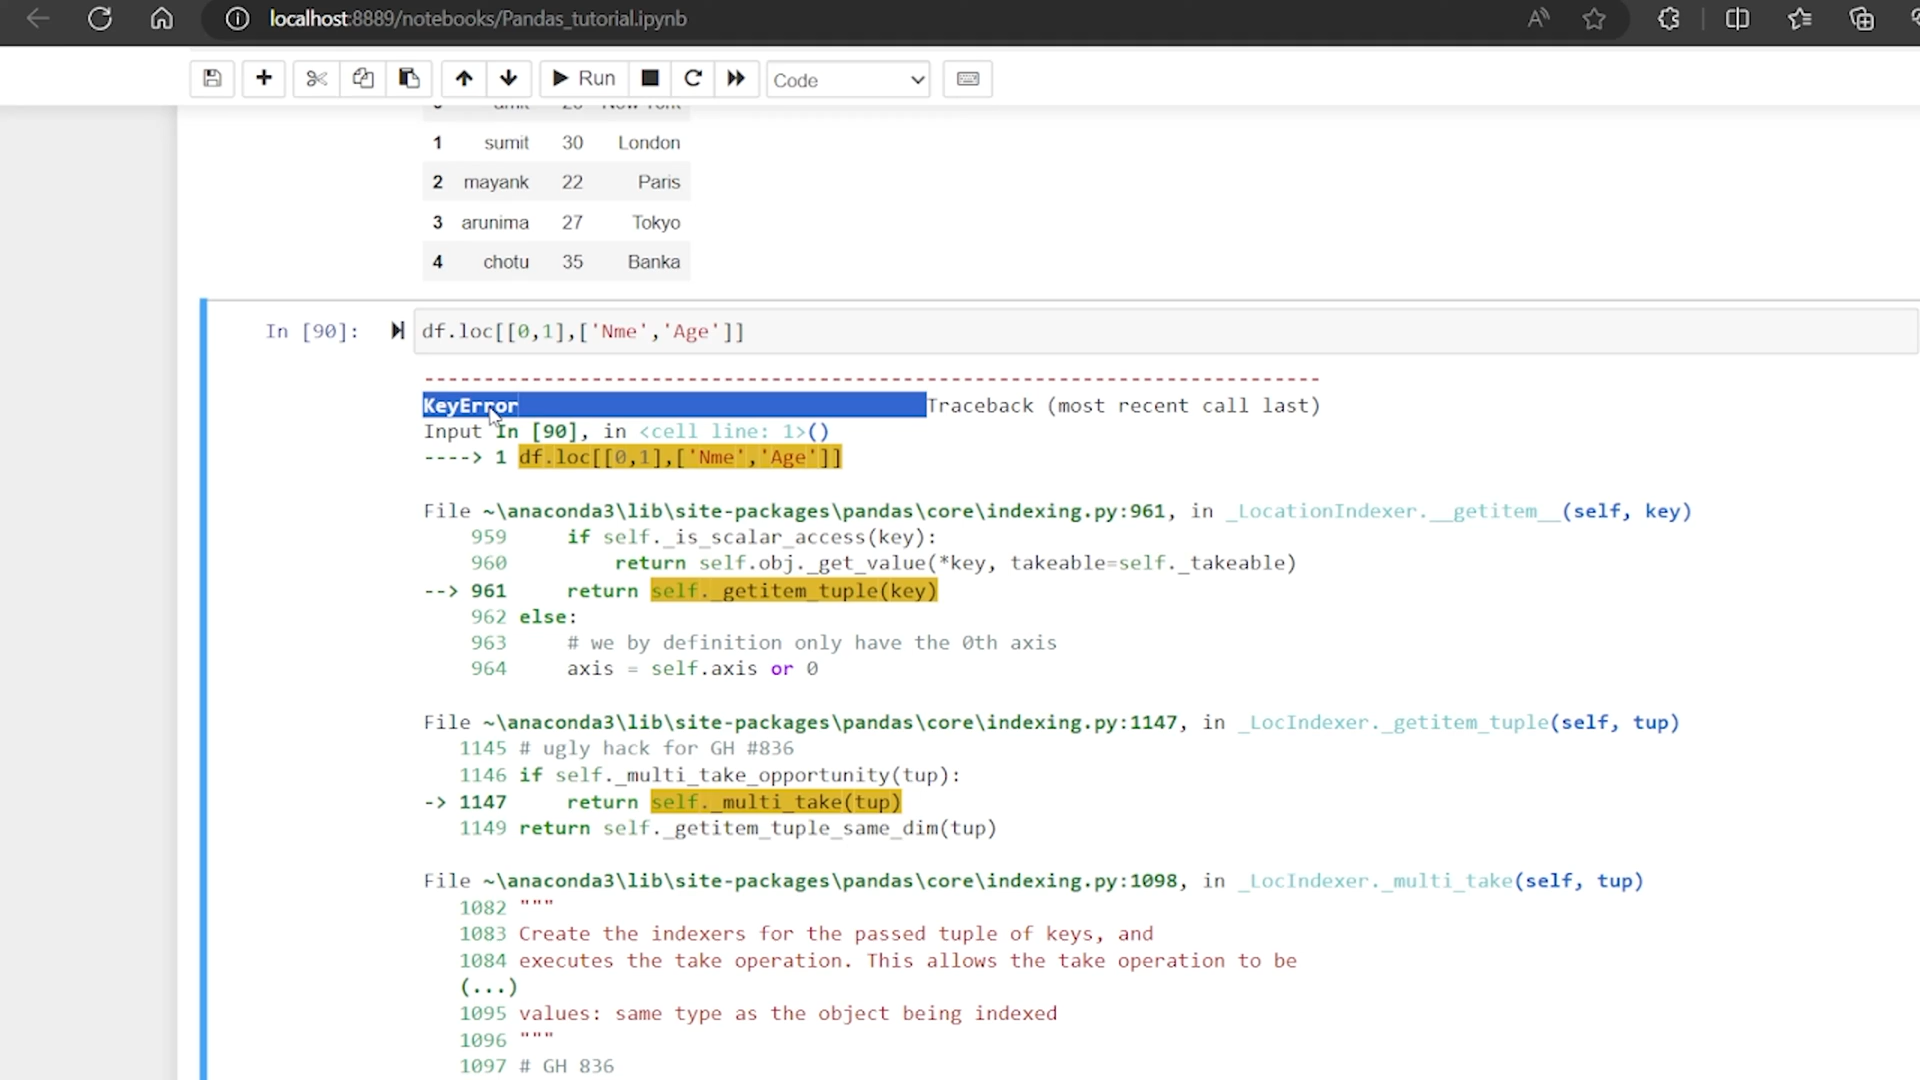 localhost:8889/notebooks/Pandas_tutorial.ipynb
Run
Code
0 amit New York
1 sumit 30 London
2 mayank 22 Paris
3 arunima 27 Tokyo
4 chotu 35 Banka
In [90]: df.loc[[0,1],['Nme','Age']]
---------------------------------------------------------------------------
KeyError Traceback (most recent call last)
Input In [90], in <cell line: 1>()
----> 1 df.loc[[0,1],['Nme','Age']]
File ~\anaconda3\lib\site-packages\pandas\core\indexing.py:961, in _LocationIndexer.__getitem__(self, key)
959 if self._is_scalar_access(key):
960 return self.obj._get_value(*key, takeable=self._takeable)
--> 961 return self._getitem_tuple(key)
962 else:
963 # we by definition only have the 0th axis
964 axis = self.axis or 0
File ~\anaconda3\lib\site-packages\pandas\core\indexing.py:1147, in _LocIndexer._getitem_tuple(self, tup)
1145 # ugly hack for GH #836
1146 if self._multi_take_opportunity(tup):
-> 1147 return self._multi_take(tup)
1149 return self._getitem_tuple_same_dim(tup)
File ~\anaconda3\lib\site-packages\pandas\core\indexing.py:1098, in _LocIndexer._multi_take(self, tup)
1082 """
1083 Create the indexers for the passed tuple of keys, and
1084 executes the take operation. This allows the take operation to be
(...)
1095 values: same type as the object being indexed
1096 """
1097 # GH 836